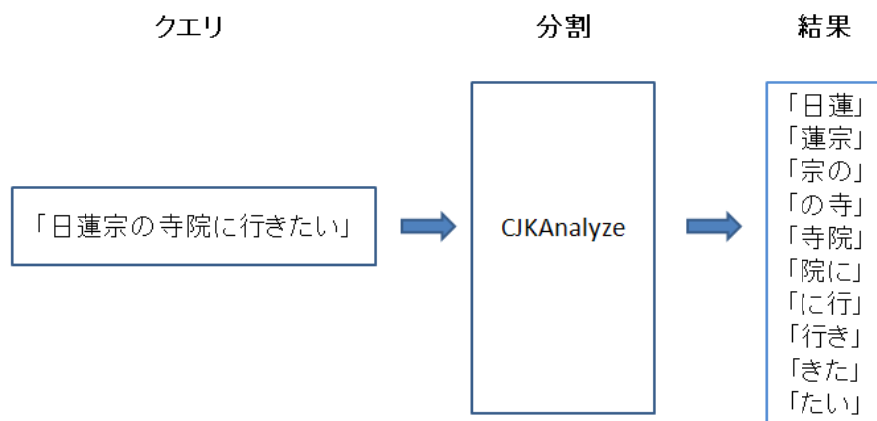 クエリ
分割
結果
「日蓮宗の寺院に行きたい」
CJKAnalyze
「日蓮」
「蓮宗」
「宗の」
「の寺」
「寺院」
「院に」
「に行」
「行き」
「きた」
「たい」